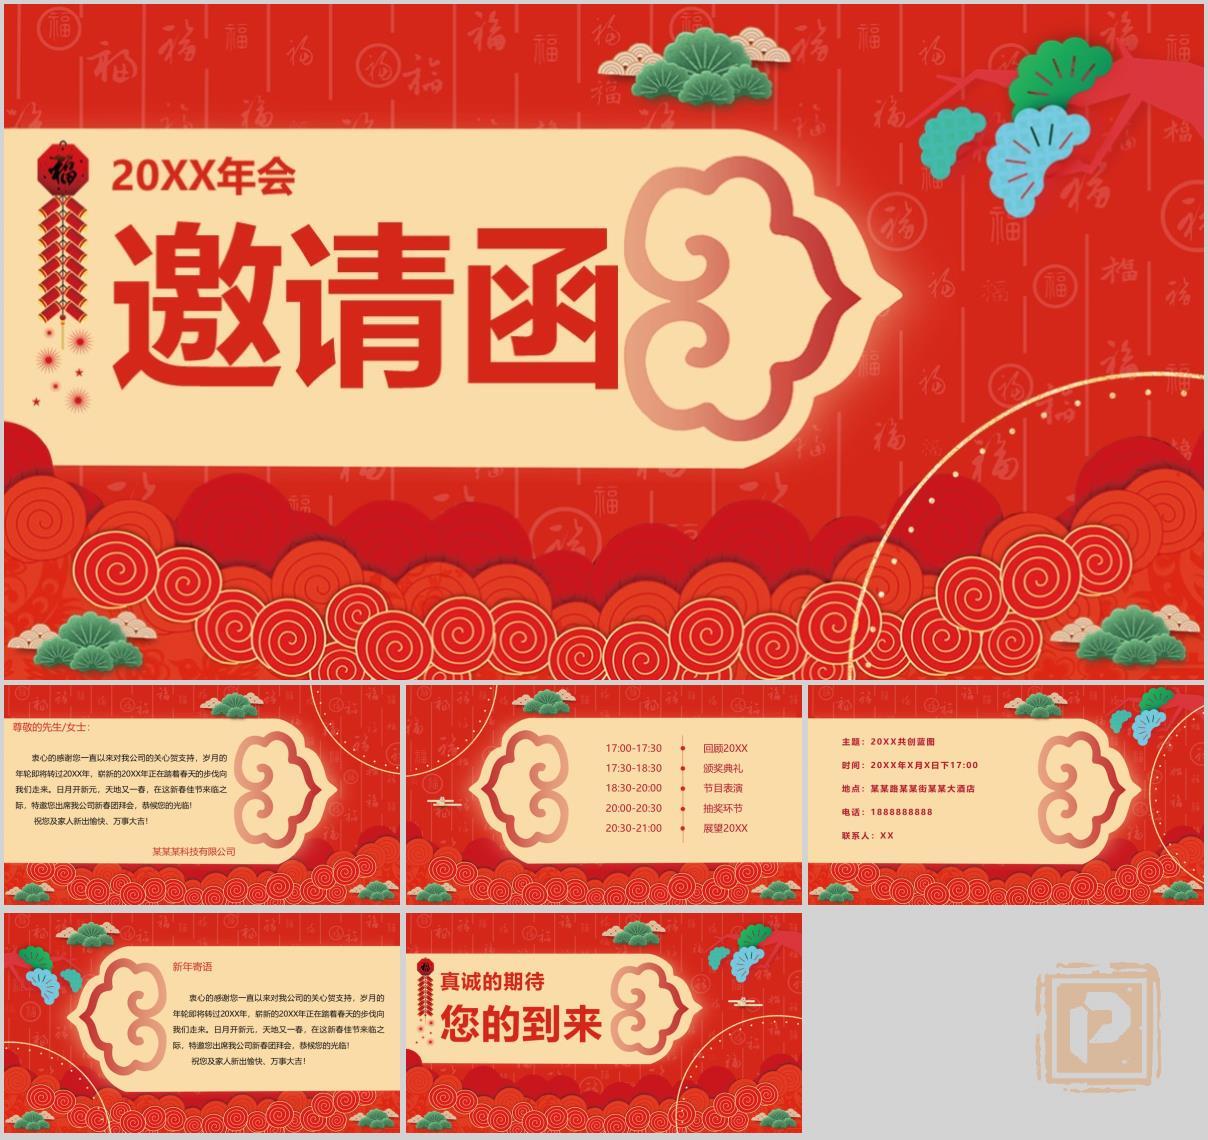 福
20XX年会
邀请函
尊敬的先生/女士：
衷心的感谢您一直以来对我公司的关心贺支持，岁月的
年轮即将转过20XX年，崭新的20XX年正在踏着春天的步伐向
我们走来。日月开新元，天地又一春，在这新春佳节来临之
际，特邀您出席我公司新春团拜会，恭候您的光临！
祝您及家人新出愉快、万事大吉！
某某某科技有限公司
17:00-17:30 回顾20XX
17:30-18:30 颁奖典礼
18:30-20:00 节目表演
20:00-20:30 抽奖环节
20:30-21:00 展望20XX
主题：20XX共创蓝图
时间：20XX年X月X日下17:00
地点：某某路某某街某某大酒店
电话：1888888888
联系人：XX
新年寄语
衷心的感谢您一直以来对我公司的关心贺支持，岁月的
年轮即将转过20XX年，崭新的20XX年正在踏着春天的步伐向
我们走来。日月开新元，天地又一春，在这新春佳节来临之
际，特邀您出席我公司新春团拜会，恭候您的光临！
祝您及家人新出愉快、万事大吉！
福
真诚的期待
您的到来
P